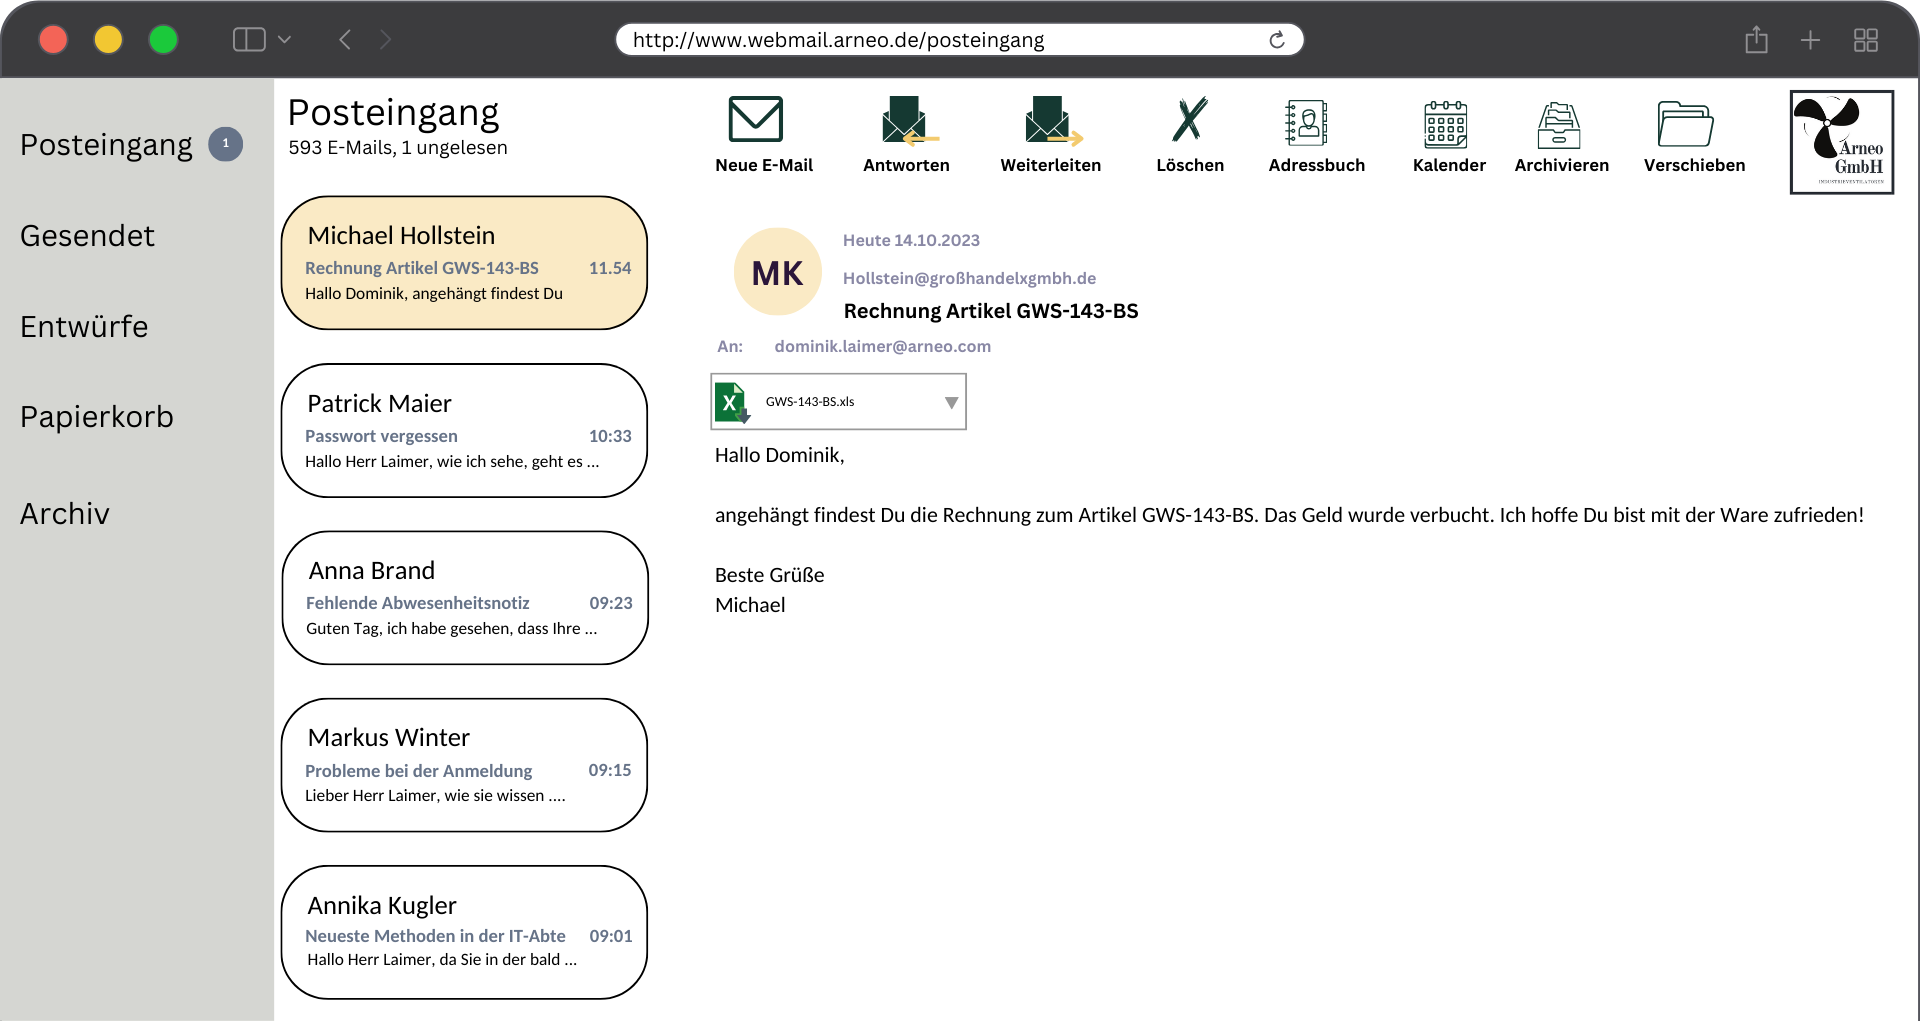 http://www.webmail.arneo.de/posteingang
Posteingang 1
Gesendet
Entwürfe
Papierkorb
Archiv
Posteingang
593 E-Mails, 1 ungelesen
Michael Hollstein
Rechnung Artikel GWS-143-BS 11.54
Hallo Dominik, angehängt findest Du
Patrick Maier
Passwort vergessen 10:33
Hallo Herr Laimer, wie ich sehe, geht es ...
Anna Brand
Fehlende Abwesenheitsnotiz 09:23
Guten Tag, ich habe gesehen, dass Ihre ...
Markus Winter
Probleme bei der Anmeldung 09:15
Lieber Herr Laimer, wie sie wissen ....
Annika Kugler
Neueste Methoden in der IT-Abte 09:01
Hallo Herr Laimer, da Sie in der bald ...
Neue E-Mail Antworten Weiterleiten Löschen Adressbuch Kalender Archivieren Verschieben
Arneo
GmbH
INDUSTRIEVENTILATOREN
MK
Heute 14.10.2023
Hollstein@großhandelxgmbh.de
Rechnung Artikel GWS-143-BS
An: dominik.laimer@arneo.com
X GWS-143-BS.xls
Hallo Dominik,
angehängt findest Du die Rechnung zum Artikel GWS-143-BS. Das Geld wurde verbucht. Ich hoffe Du bist mit der Ware zufrieden!
Beste Grüße
Michael